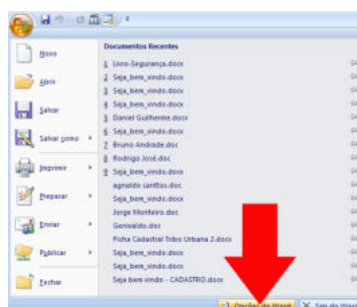 Novo
Abrir
Salvar
Salvar como
Imprimir
Preparar
Enviar
Publicar
Fechar
Documentos Recentes
1 Livro-Segurança.docx
2 Seja_bem_vindo.docx
3 Seja_bem_vindo.docx
4 Seja_bem_vindo.docx
5 Daniel Guilherme.docx
6 Seja_bem_vindo.docx
7 Bruno Andrade.doc
8 Rodrigo José.doc
9 Seja_bem_vindo.docx
agnaldo santtos.doc
Seja_bem_vindo.docx
Jorge Monteiro.doc
Genivaldo.doc
Ficha Cadastral Tribo Urbana 2.docx
Seja_bem_vindo.docx
Seja_bem_vindo.docx
Seja bem vindo - CADASTRO.docx
Opções do Word
X Sair do Word